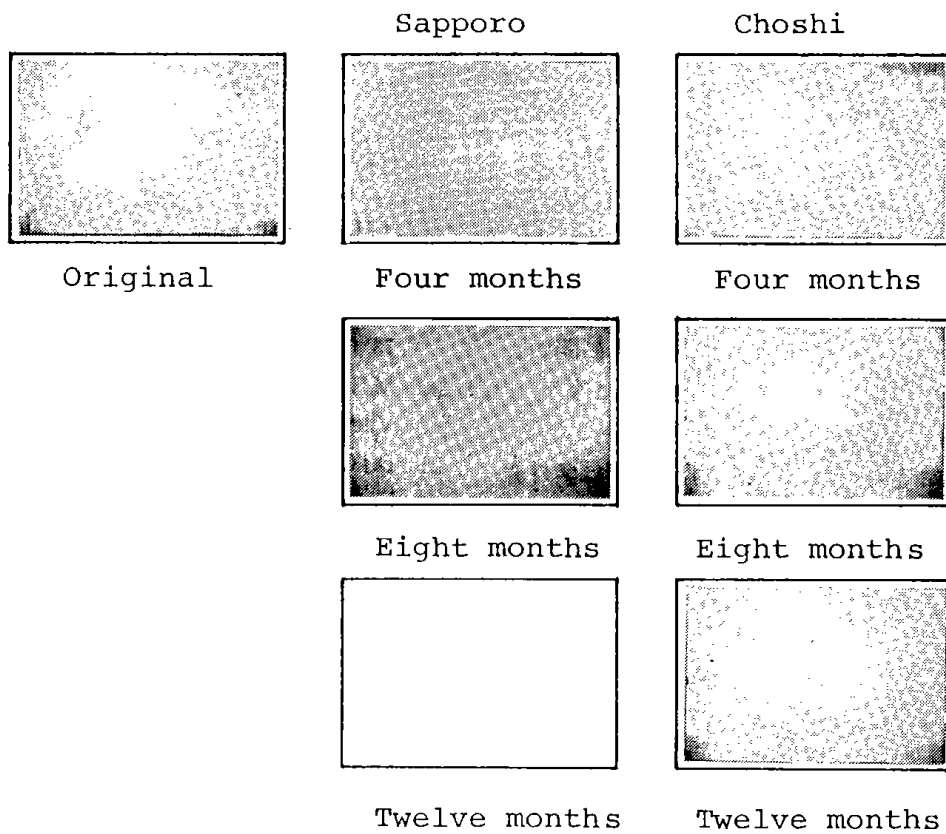 Sapporo Choshi
Original Four months Four months
Eight months Eight months
Twelve months Twelve months